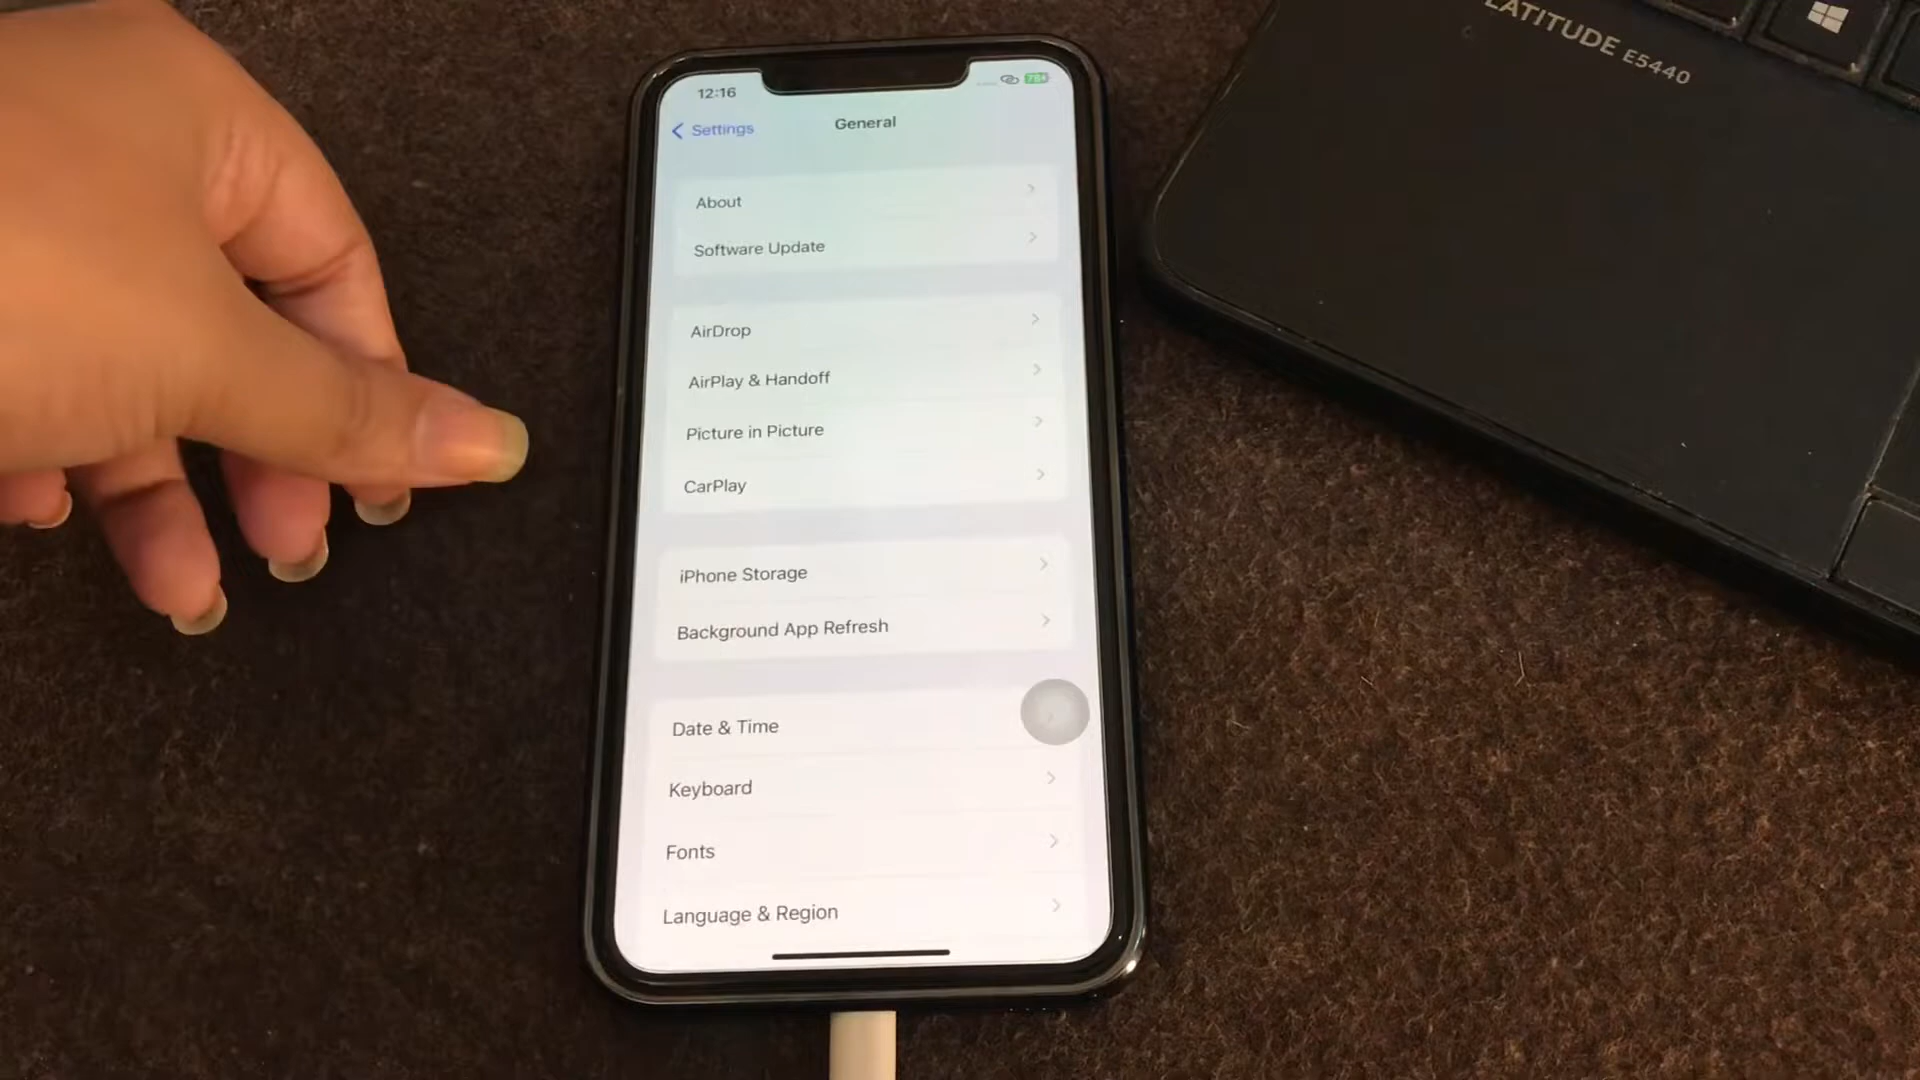 LATITUDE E5440
12:16
78
Settings
General
About
Software Update
AirDrop
AirPlay & Handoff
Picture in Picture
CarPlay
iPhone Storage
Background App Refresh
Date & Time
Keyboard
Fonts
Language & Region